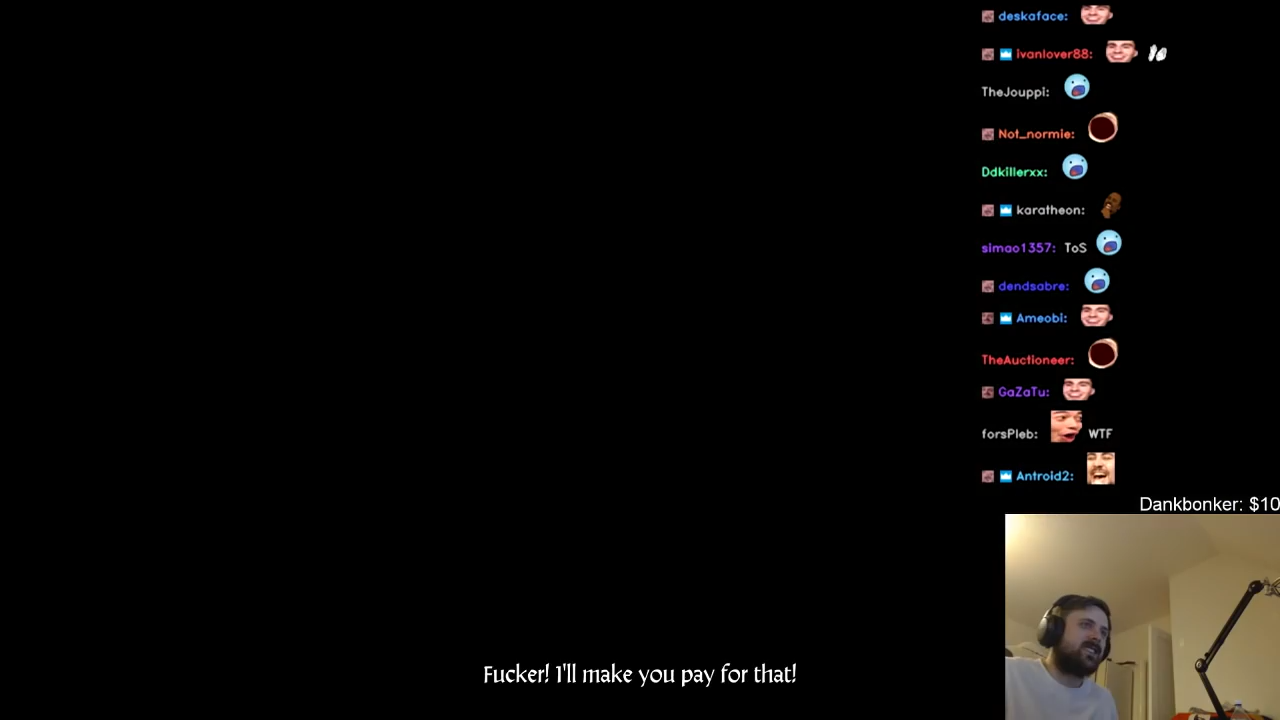 deskaface:
ivanlover88:
TheJouppi:
Not_normie:
Ddkillerxx:
karatheon:
simao1357: ToS
dendsabre:
Ameobi:
TheAuctioneer:
GaZaTu:
forsPleb: WTF
Antroid2:
Dankbonker: $10
Fucker! I'll make you pay for that!